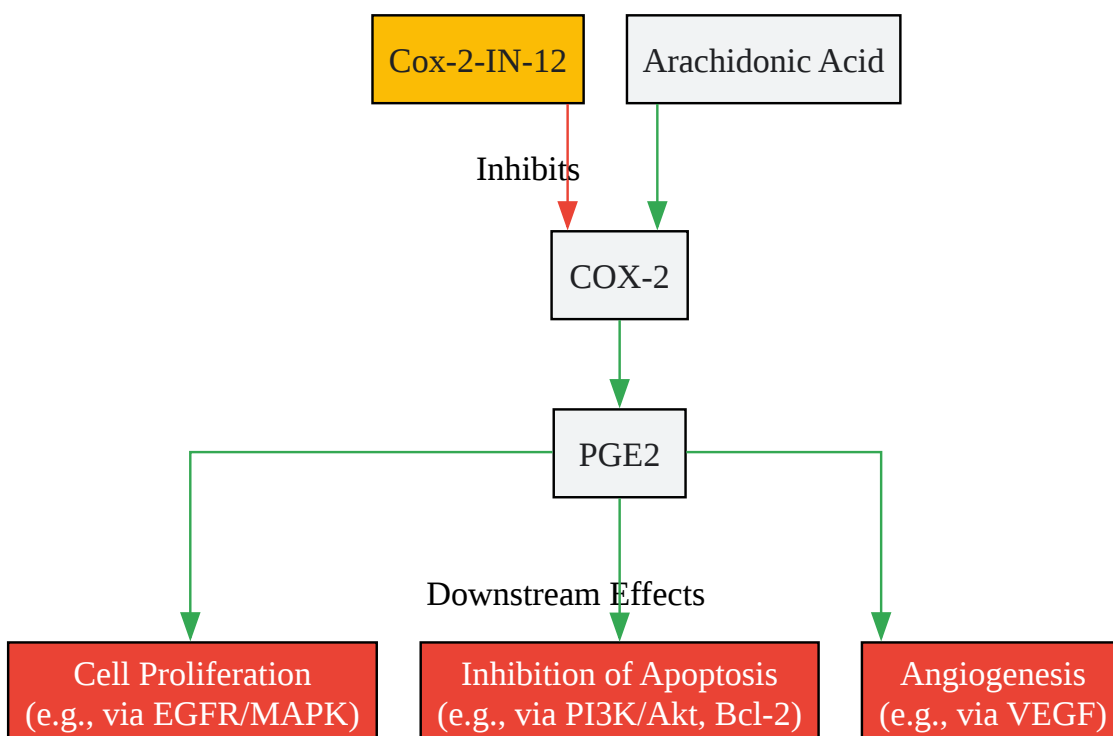 Cox-2-IN-12
Arachidonic Acid
Inhibits
COX-2
PGE2
Downstream Effects
Cell Proliferation
(e.g., via EGFR/MAPK)
Inhibition of Apoptosis
(e.g., via PI3K/Akt, Bcl-2)
Angiogenesis
(e.g., via VEGF)